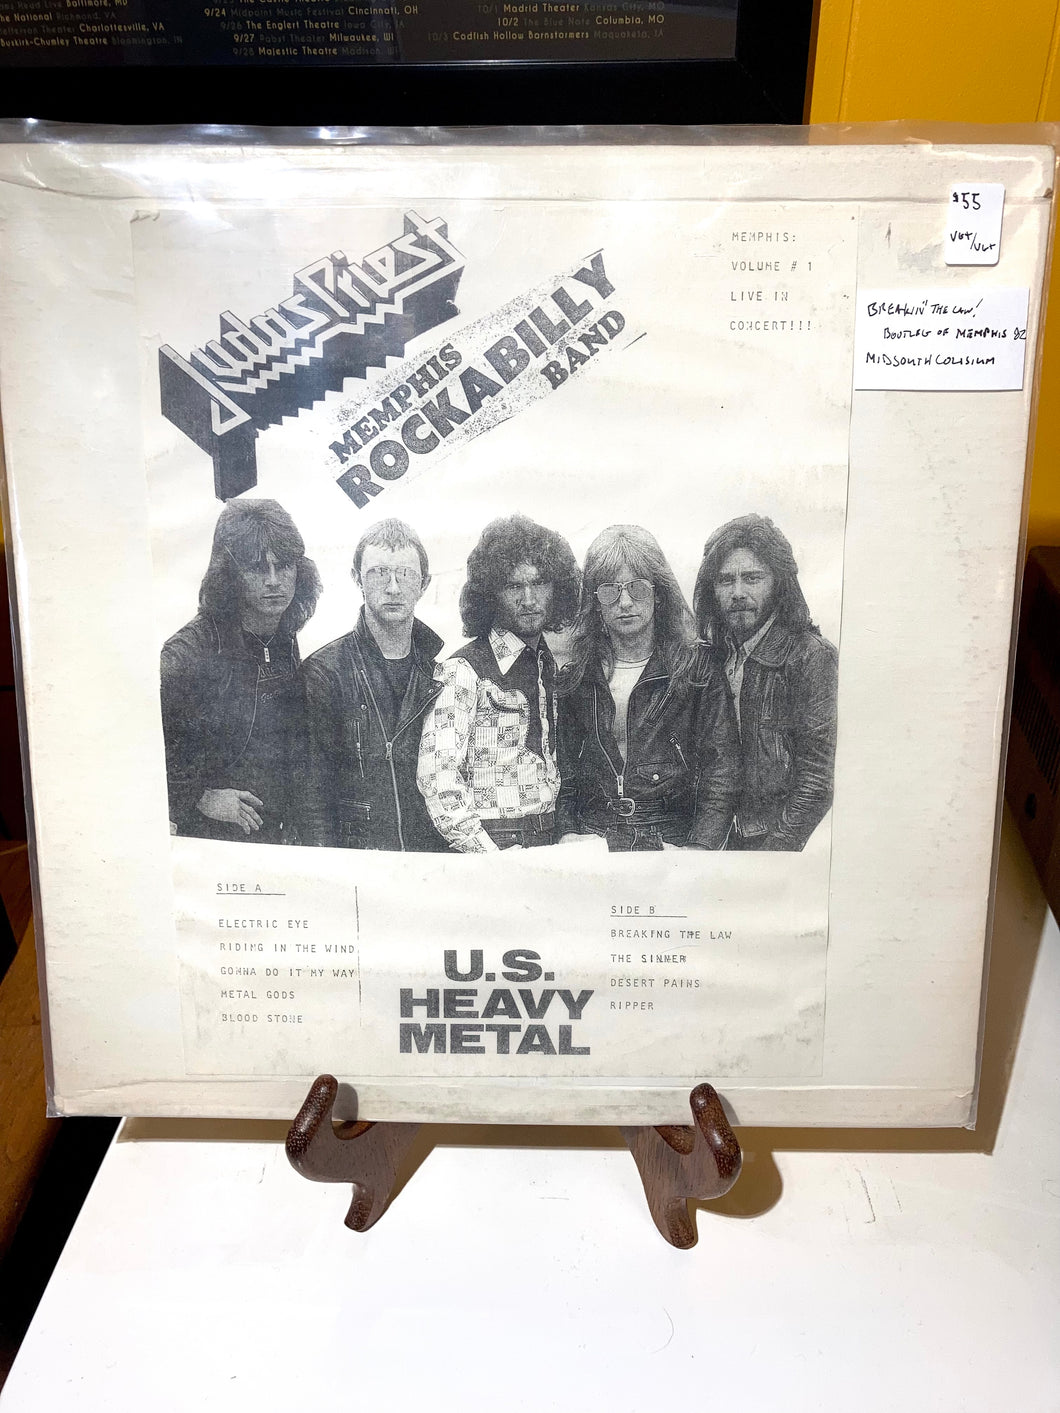 ns Head Live Baltimore, MD
The National Richmond, VA
Jefferson Theater Charlottesville, VA
Buskirk-Chumley Theatre Bloomington, IN
9/24 Midpoint Music Festival Cincinnati, OH
9/26 The Englert Theatre Iowa City, IA
9/27 Pabst Theater Milwaukee, WI
9/28 Majestic Theatre Madison, WI
10/1 Madrid Theater Kansas City, MO
10/2 The Blue Note Columbia, MO
10/3 Codfish Hollow Barnstormers Maquoketa, IA
$55
VG+/VG+
BREAKIN' THE LAW!
BOOTLEG OF MEMPHIS 82
MIDSOUTH COLISIUM
Judas Priest
MEMPHIS
ROCKABILLY
BAND
MEMPHIS:
VOLUME # 1
LIVE IN
CONCERT!!!
SIDE A
ELECTRIC EYE
RIDING IN THE WIND
GONNA DO IT MY WAY
METAL GODS
BLOOD STONE
U.S.
HEAVY
METAL
SIDE B
BREAKING THE LAW
THE SINNER
DESERT PAINS
RIPPER